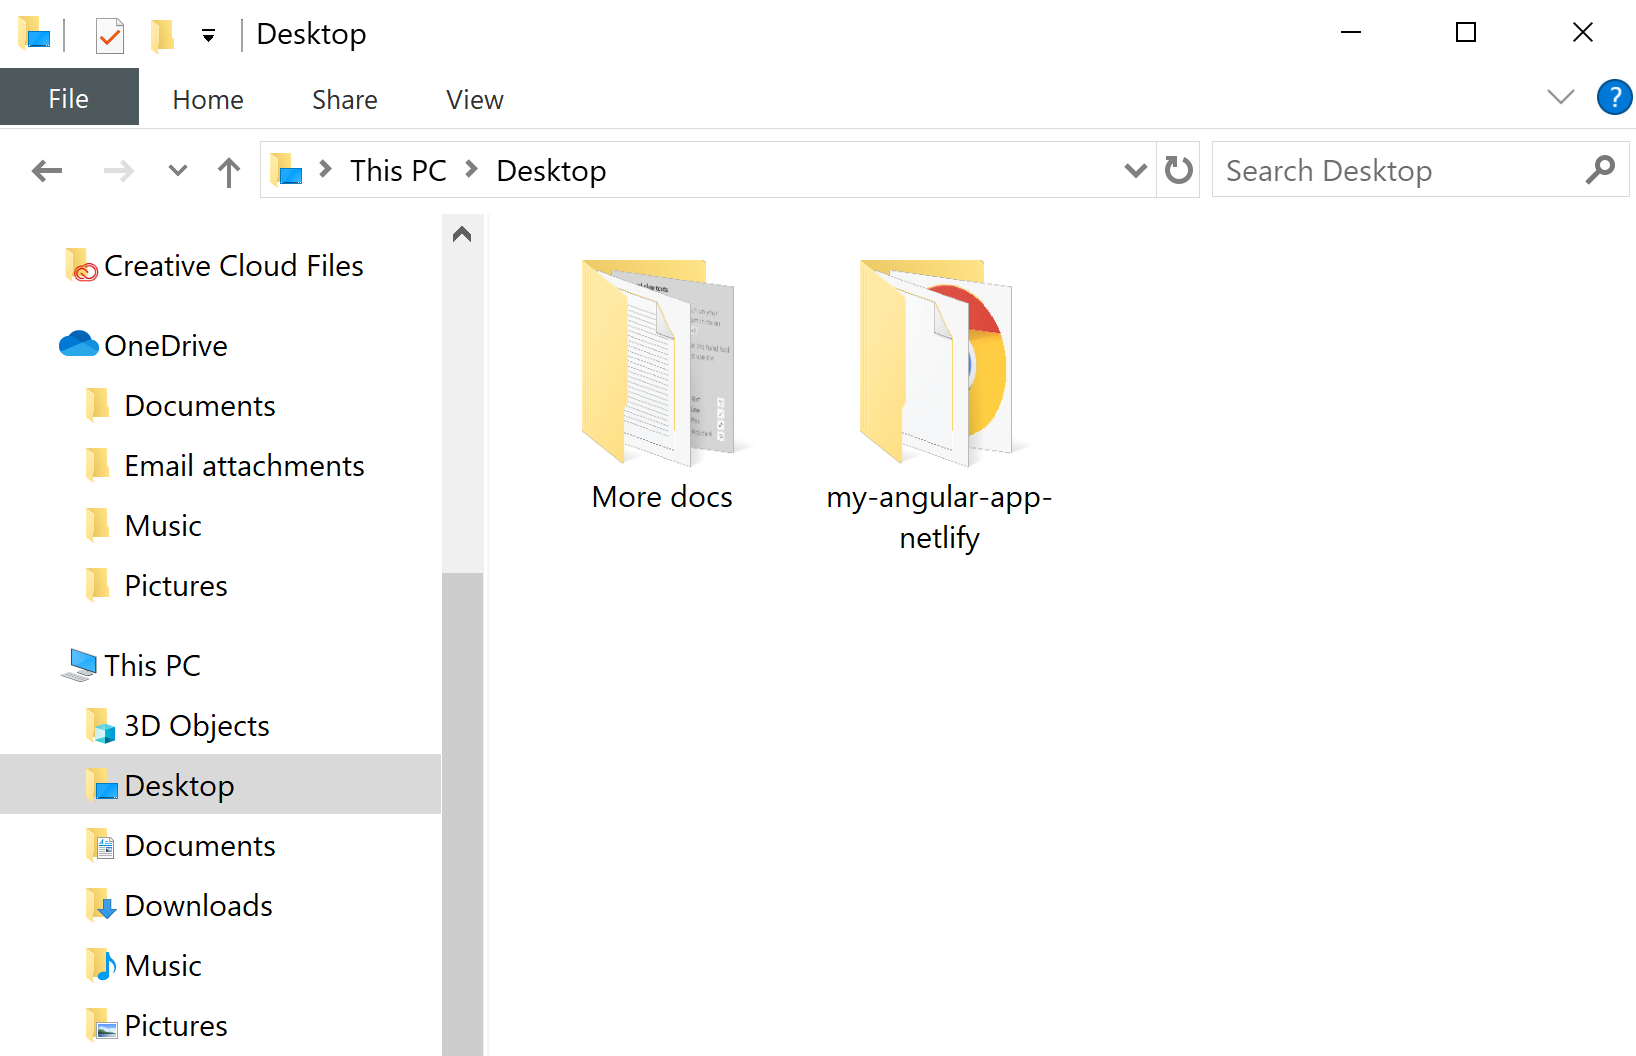 Desktop
File Home Share View ?
This PC Desktop Search Desktop
Creative Cloud Files
OneDrive
Documents
Email attachments
Music
Pictures
This PC
3D Objects
Desktop
Documents
Downloads
Music
Pictures
More docs
my-angular-app-
netlify